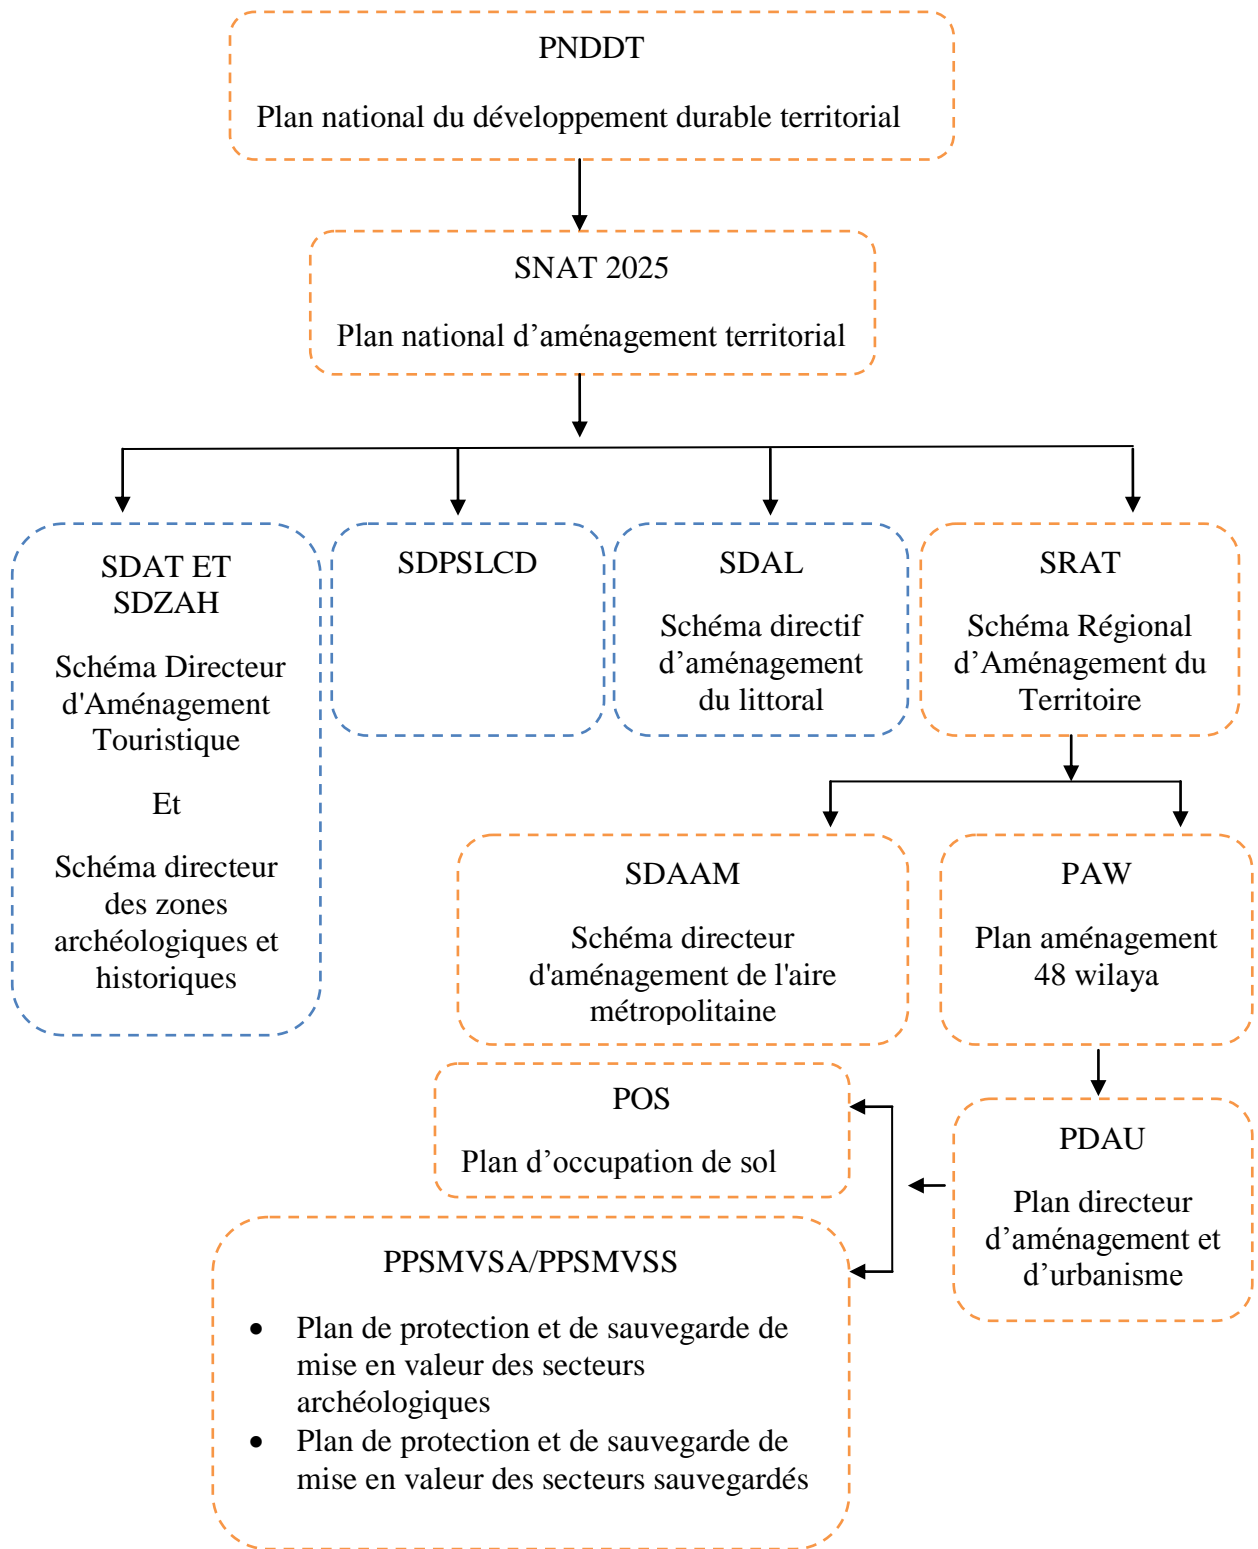 PNDDT
Plan national du développement durable territorial
SNAT 2025
Plan national d’aménagement territorial
SDAT ET
SDZAH
Schéma Directeur
d'Aménagement
Touristique
Et
Schéma directeur
des zones
archéologiques et
historiques
SDPSLCD
SDAL
Schéma directif
d’aménagement
du littoral
SRAT
Schéma Régional
d’Aménagement du
Territoire
SDAAM
Schéma directeur
d'aménagement de l'aire
métropolitaine
PAW
Plan aménagement
48 wilaya
POS
Plan d’occupation de sol
PDAU
Plan directeur
d’aménagement et
d’urbanisme
PPSMVSA/PPSMVSS
• Plan de protection et de sauvegarde de
mise en valeur des secteurs
archéologiques
• Plan de protection et de sauvegarde de
mise en valeur des secteurs sauvegardés